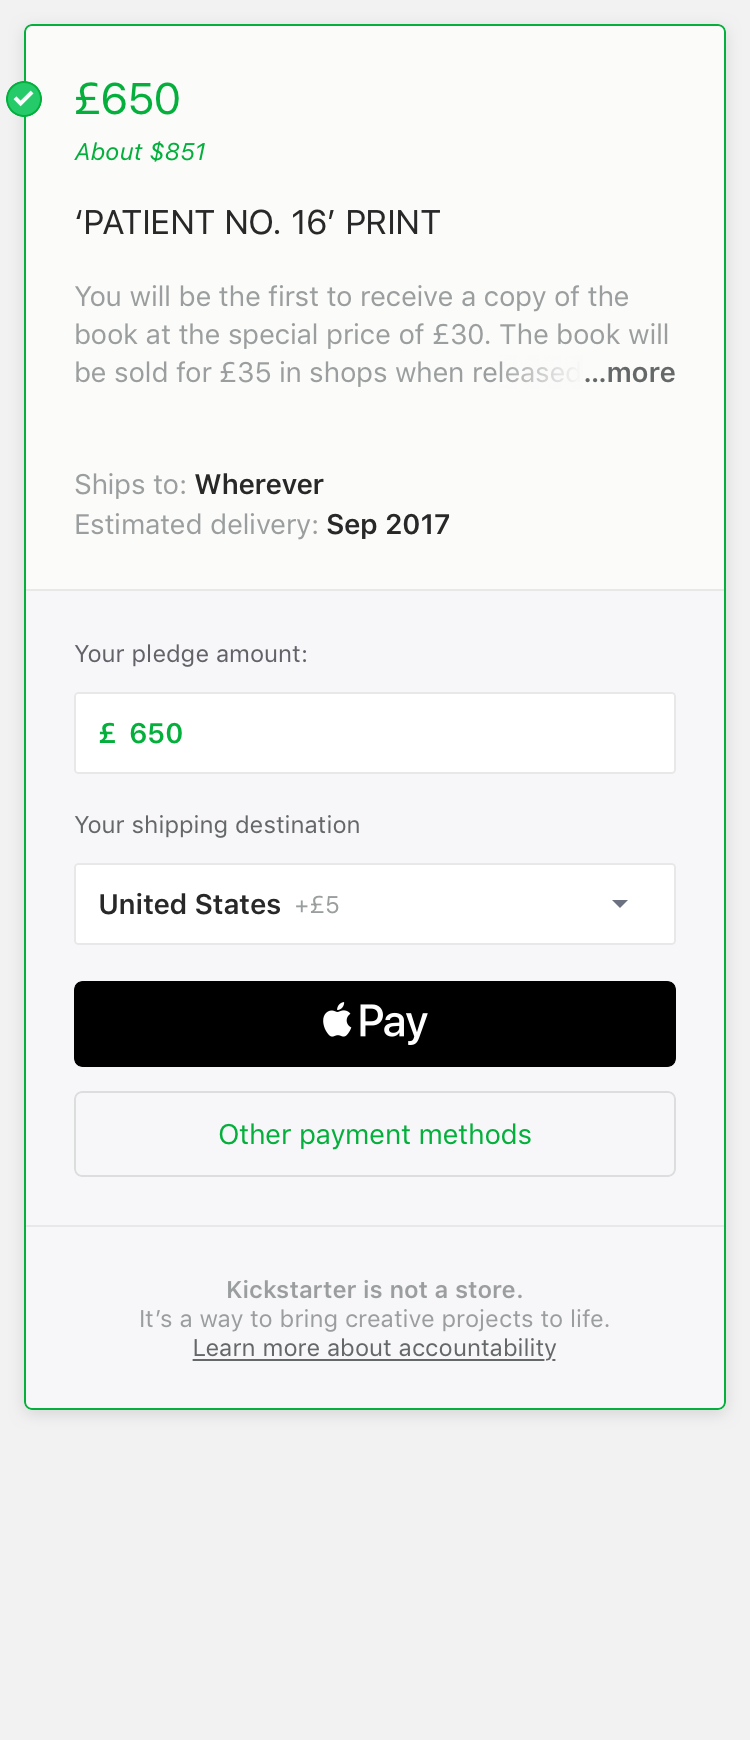 £650
About $851
‘PATIENT NO. 16’ PRINT
You will be the first to receive a copy of the
book at the special price of £30. The book will
be sold for £35 in shops when released ...more
Ships to: Wherever
Estimated delivery: Sep 2017
Your pledge amount:
£ 650
Your shipping destination
United States +£5
Pay
Other payment methods
Kickstarter is not a store.
It’s a way to bring creative projects to life.
Learn more about accountability